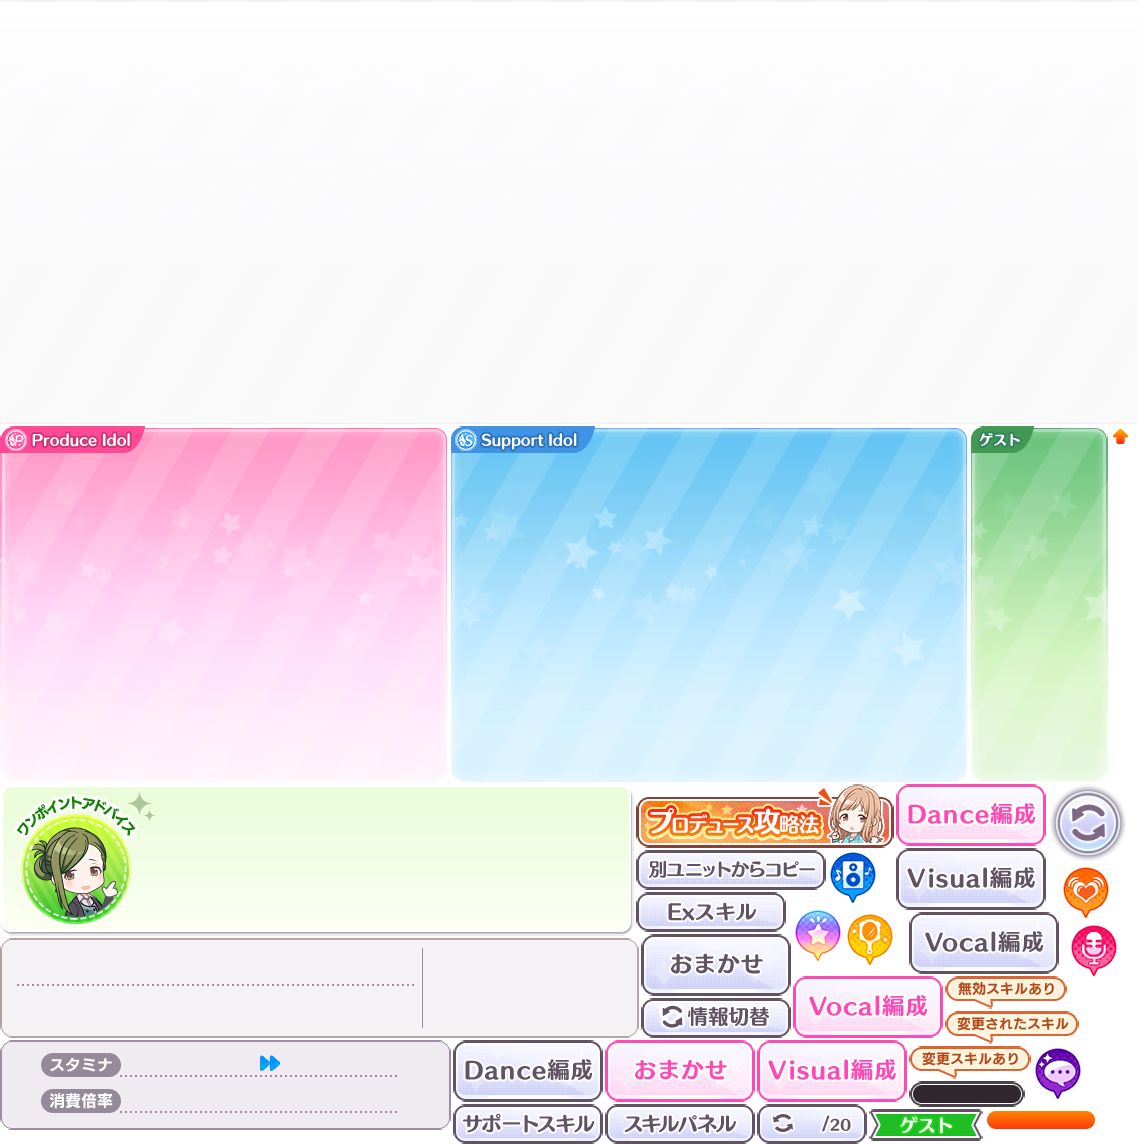 Produce Idol
Support Idol
ゲスト
ワンポイントアドバイス
プロデュース攻略法
Dance編成
別ユニットからコピー
Visual編成
Exスキル
Vocal編成
おまかせ
Vocal編成
無効スキルあり
情報切替
変更されたスキル
スタミナ
Dance編成
おまかせ
Visual編成
変更スキルあり
消費倍率
サポートスキル
スキルパネル
/20
ゲスト